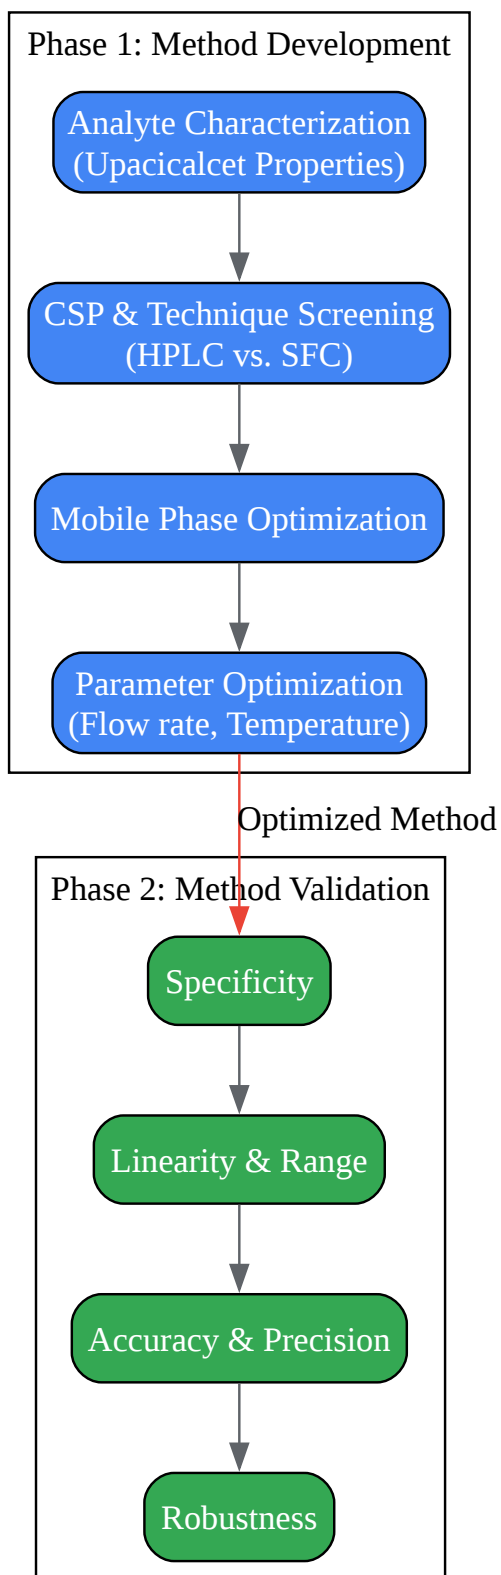 Phase 1: Method Development
Analyte Characterization
(Upacicalcet Properties)
CSP & Technique Screening
(HPLC vs. SFC)
Mobile Phase Optimization
Parameter Optimization
(Flow rate, Temperature)
Optimized Method
Phase 2: Method Validation
Specificity
Linearity & Range
Accuracy & Precision
Robustness